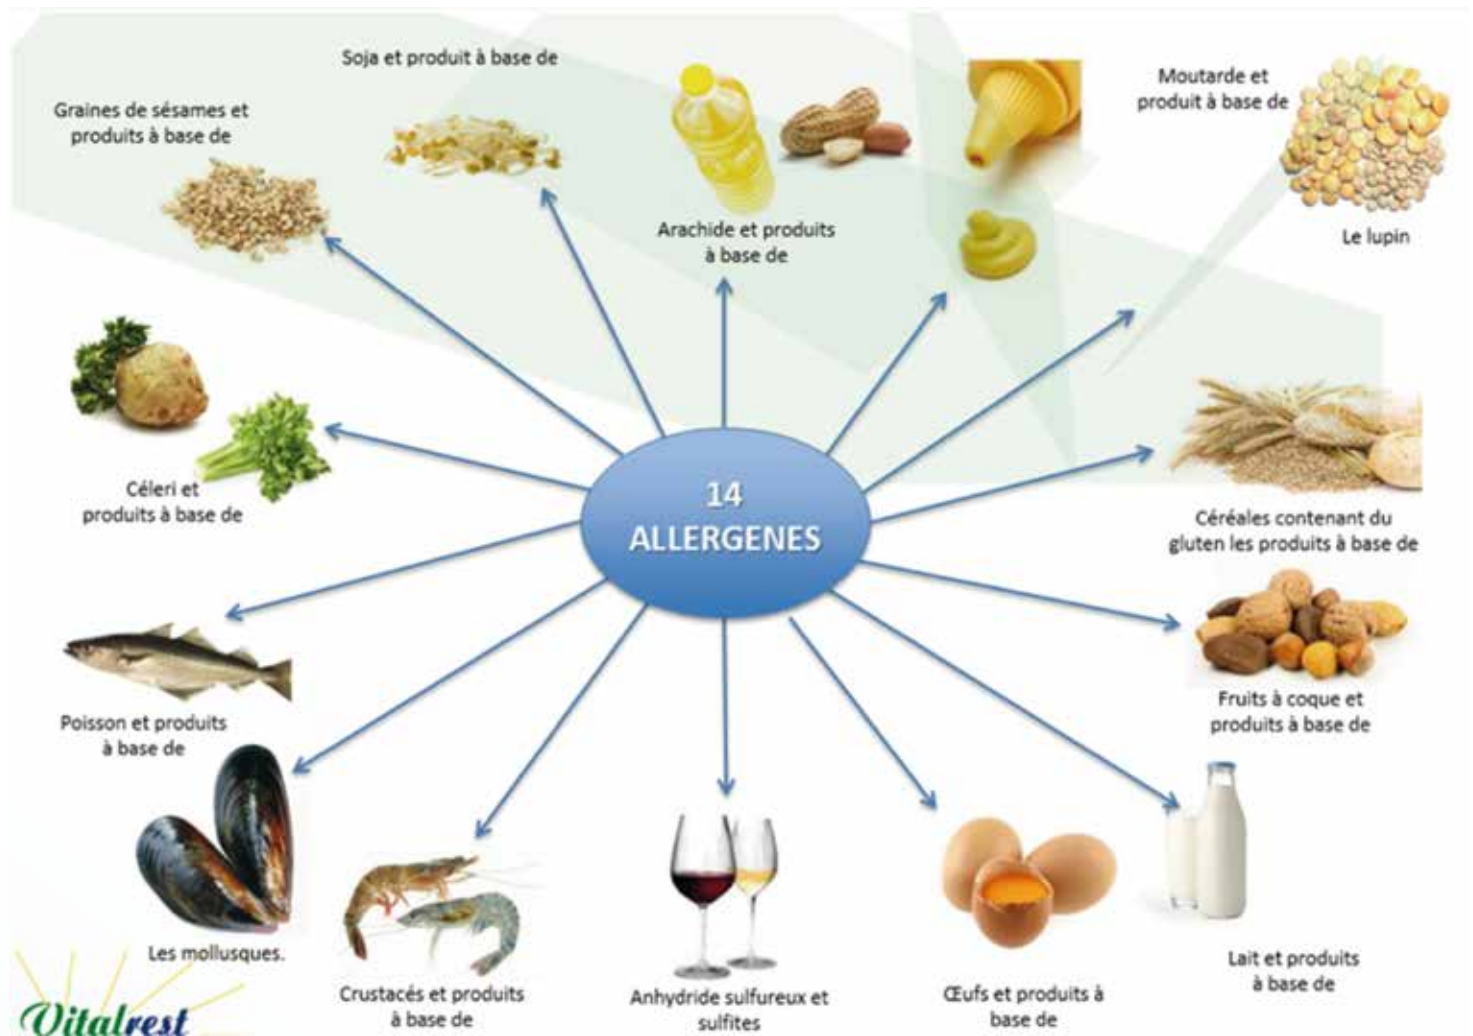 Soja et produit à base de
Graines de sésames et
produits à base de
Moutarde et
produit à base de
Arachide et produits
à base de
Le lupin
14
ALLERGENES
Céleri et
produits à base de
Céréales contenant du
gluten les produits à base de
Poisson et produits
à base de
Fruits à coque et
produits à base de
Les mollusques.
Crustacés et produits
à base de
Anhydride sulfureux et
sulfites
Œufs et produits à
base de
Lait et produits
à base de
Vitalrest